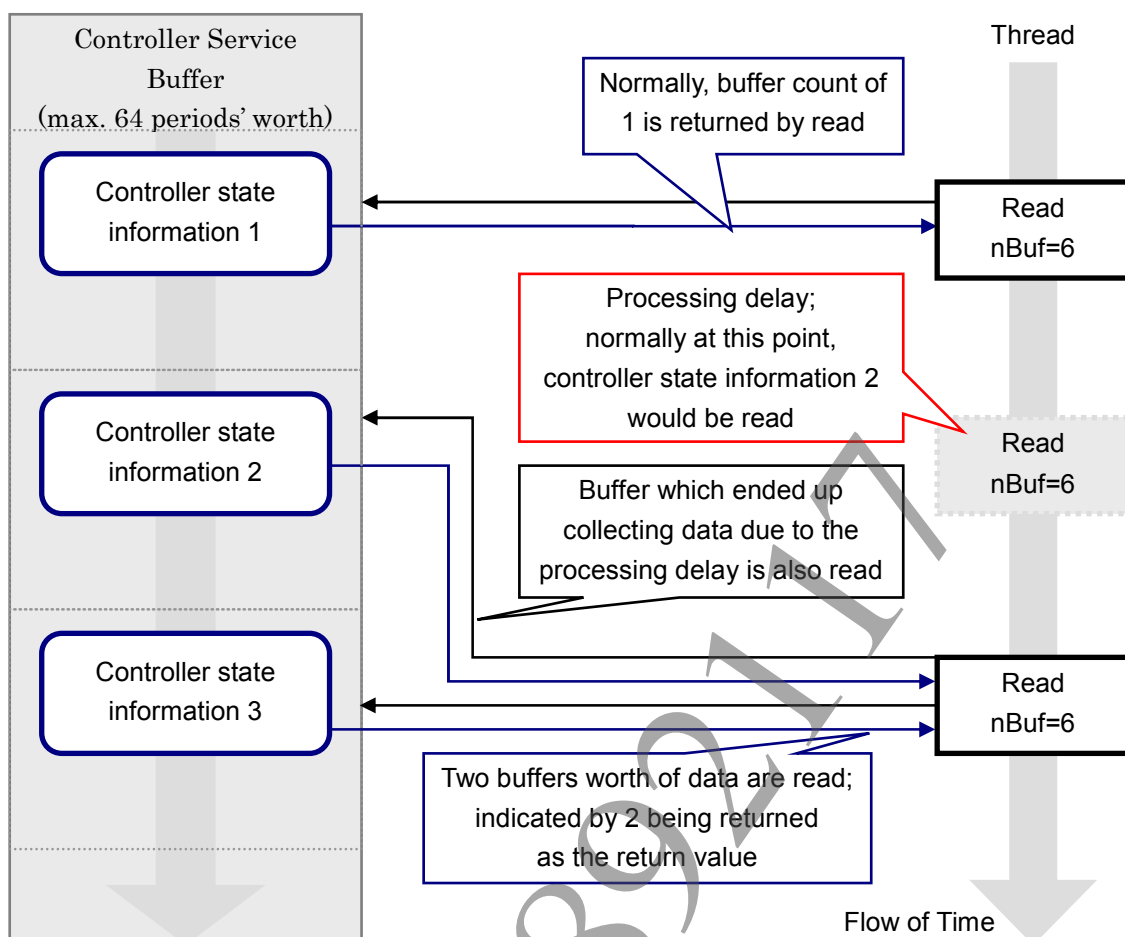 Controller Service
Buffer
(max. 64 periods' worth)
Thread
Normally, buffer count of
1 is returned by read
Controller state
information 1
Read
nBuf=6
Processing delay;
normally at this point,
controller state information 2
would be read
Controller state
information 2
Read
nBuf=6
Buffer which ended up
collecting data due to the
processing delay is also read
Controller state
information 3
Read
nBuf=6
Two buffers worth of data are read;
indicated by 2 being returned
as the return value
Flow of Time
392117